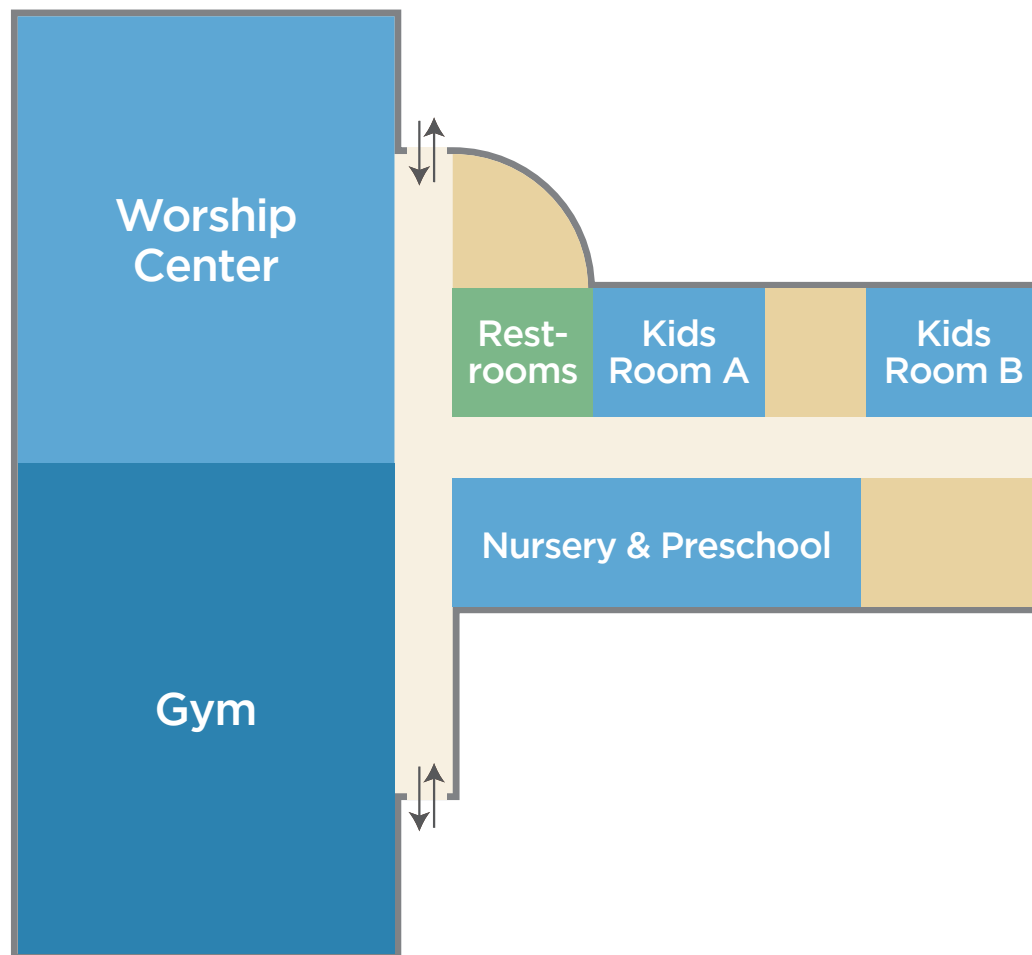 Worship
Center
Rest-
rooms
Kids
Room A
Kids
Room B
Nursery & Preschool
Gym